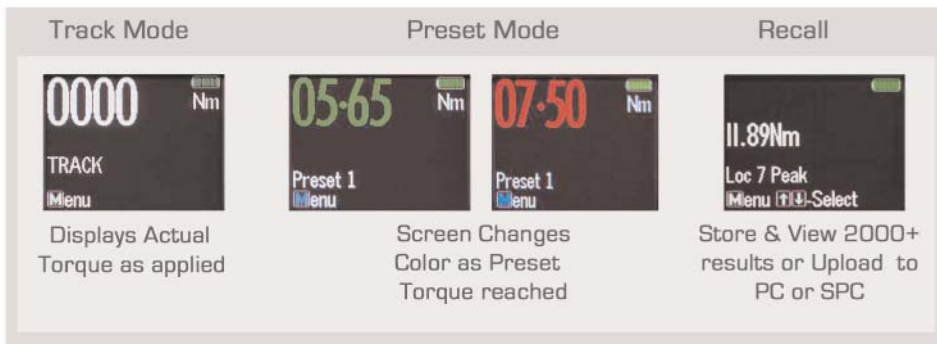 Track Mode
0000
Nm
TRACK
Menu
Displays Actual
Torque as applied
Preset Mode
05·65
Nm
Preset 1
Menu
07·50
Nm
Preset 1
Menu
Screen Changes
Color as Preset
Torque reached
Recall
11.89Nm
Loc 7 Peak
Menu ↑↓-Select
Store & View 2000+
results or Upload to
PC or SPC